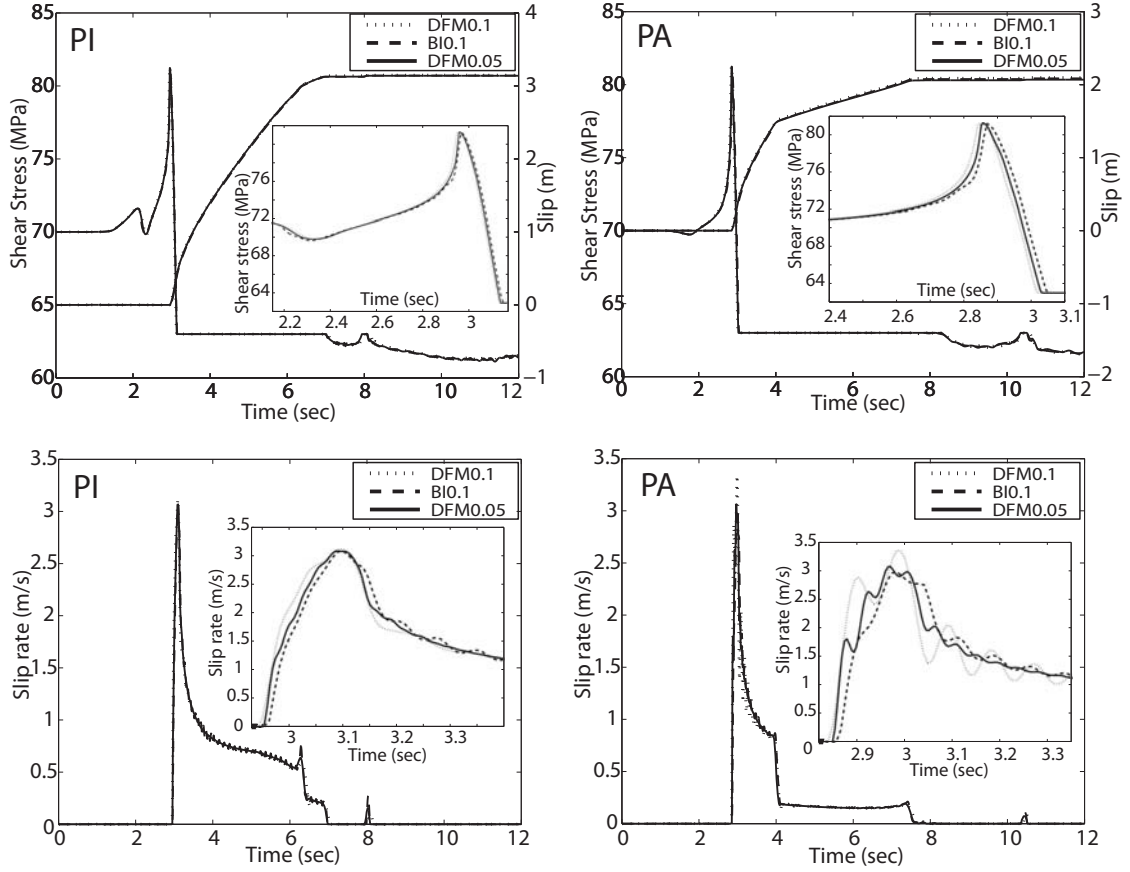 PI
DFM0.1
BI0.1
DFM0.05
85
80
75
70
65
60
Shear Stress (MPa)
4
3
2
1
0
−1
Slip (m)
0 2 4 6 8 10 12
Time (sec)
76
72
68
64
Shear stress (MPa)
Time (sec)
2.2 2.4 2.6 2.8 3
PA
DFM0.1
BI0.1
DFM0.05
85
80
75
70
65
60
Shear Stress (MPa)
3
2
1
0
−1
−2
Slip (m)
0 2 4 6 8 10 12
Time (sec)
80
76
72
68
64
Shear stress (MPa)
Time (sec)
2.4 2.5 2.6 2.7 2.8 2.9 3 3.1
PI
DFM0.1
BI0.1
DFM0.05
3.5
3
2.5
2
1.5
1
0.5
0
Slip rate (m/s)
0 2 4 6 8 10 12
Time (sec)
3.5
3
2.5
2
1.5
1
0.5
0
Slip rate (m/s)
3 3.1 3.2 3.3
Time (sec)
PA
DFM0.1
BI0.1
DFM0.05
3.5
3
2.5
2
1.5
1
0.5
0
Slip rate (m/s)
0 2 4 6 8 10 12
Time (sec)
3.5
3
2.5
2
1.5
1
0.5
0
Slip rate (m/s)
2.9 3 3.1 3.2 3.3
Time (sec)